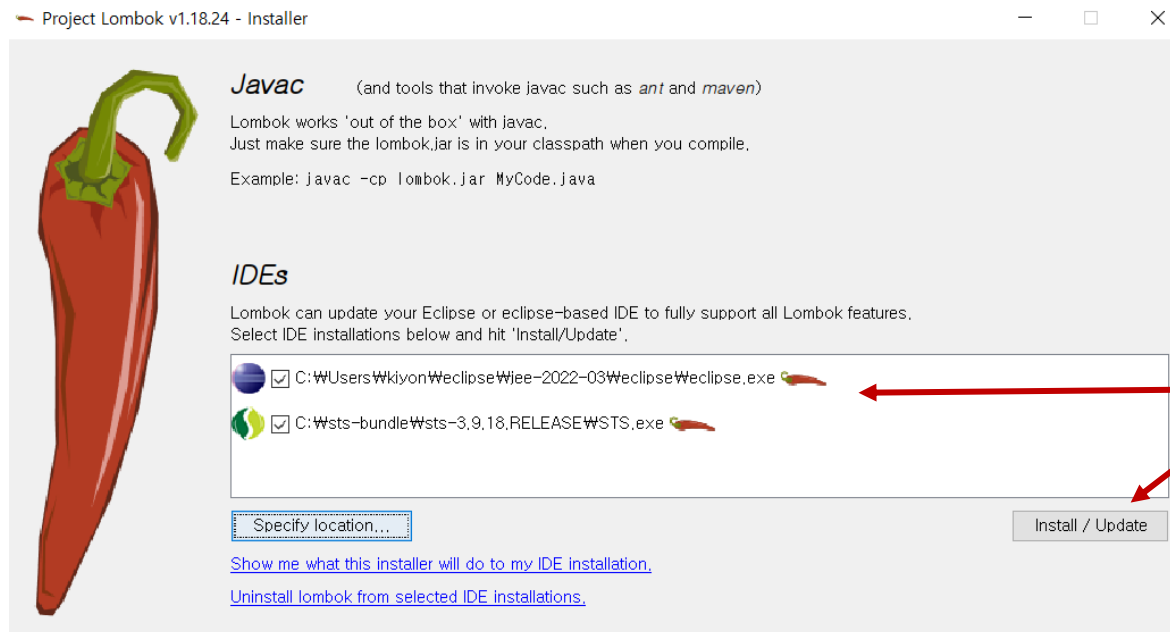 Project Lombok v1.18.24 - Installer
Javac (and tools that invoke javac such as ant and maven)
Lombok works 'out of the box' with javac.
Just make sure the lombok.jar is in your classpath when you compile.
Example: javac -cp lombok.jar MyCode.java
IDEs
Lombok can update your Eclipse or eclipse-based IDE to fully support all Lombok features.
Select IDE installations below and hit 'Install/Update'.
C:₩Users₩kiyon₩eclipse₩jee-2022-03₩eclipse₩eclipse.exe
C:₩sts-bundle₩sts-3.9.18.RELEASE₩STS.exe
Specify location... Install / Update
Show me what this installer will do to my IDE installation.
Uninstall lombok from selected IDE installations.